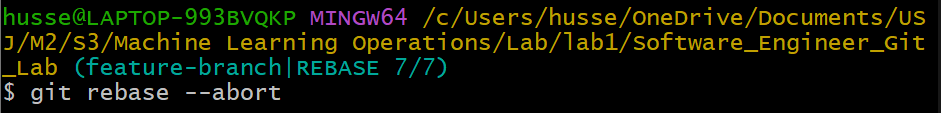 husse@LAPTOP-993BVQKP MINGW64 /c/Users/husse/OneDrive/Documents/US
J/M2/S3/Machine Learning Operations/Lab/lab1/Software_Engineer_Git
_Lab (feature-branch|REBASE 7/7)
$ git rebase --abort